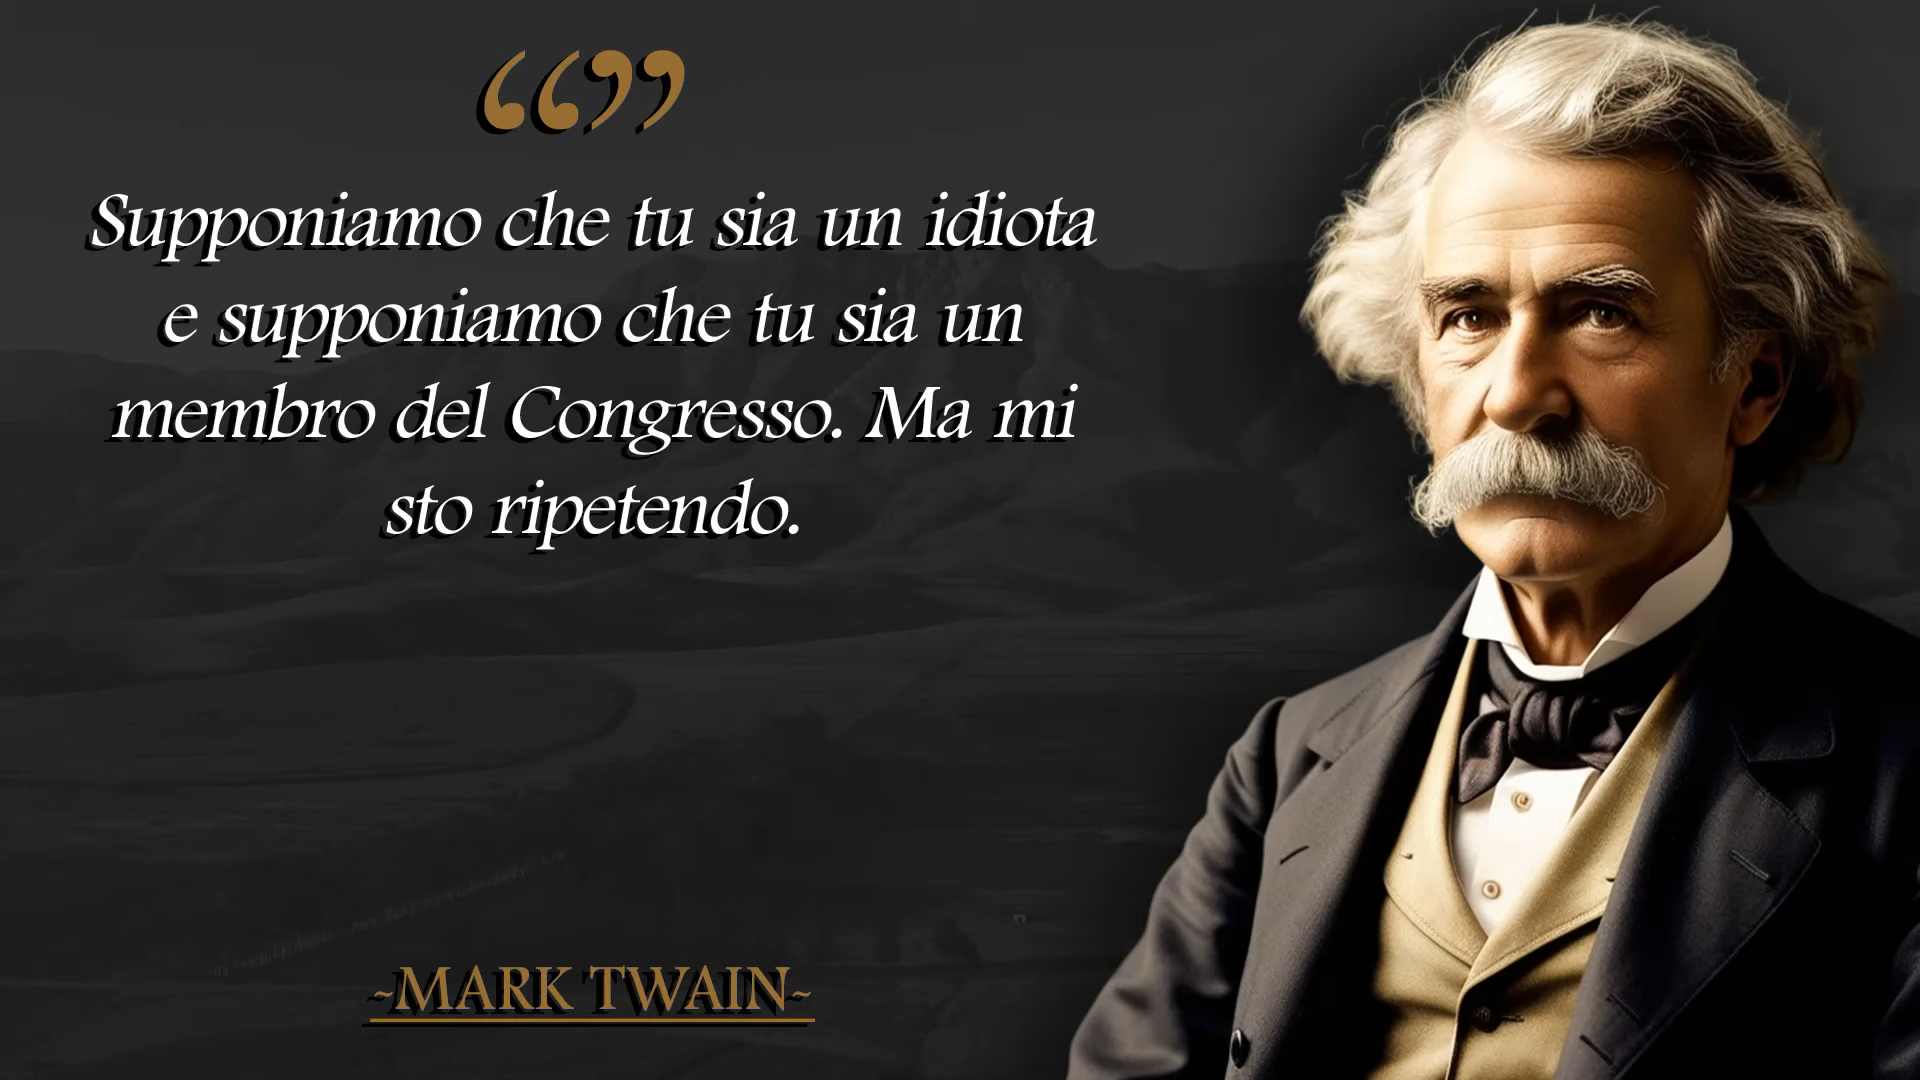 “”
Supponiamo che tu sia un idiota
e supponiamo che tu sia un
membro del Congresso. Ma mi
sto ripetendo.
~MARK TWAIN~